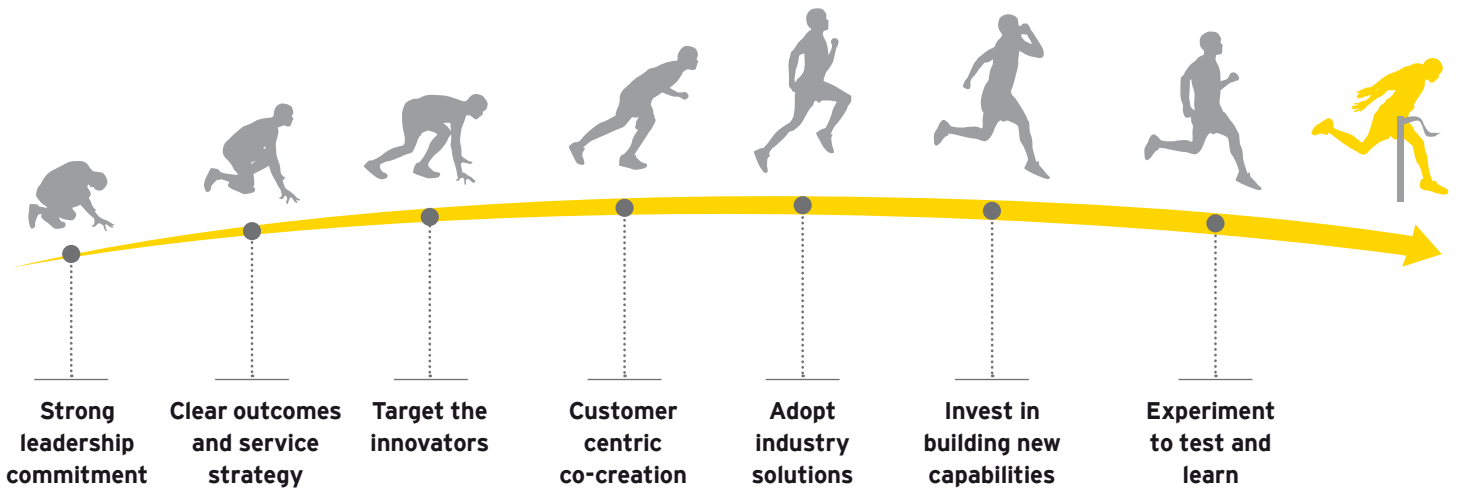 Strong
leadership
commitment
Clear outcomes
and service
strategy
Target the
innovators
Customer
centric
co-creation
Adopt
industry
solutions
Invest in
building new
capabilities
Experiment
to test and
learn